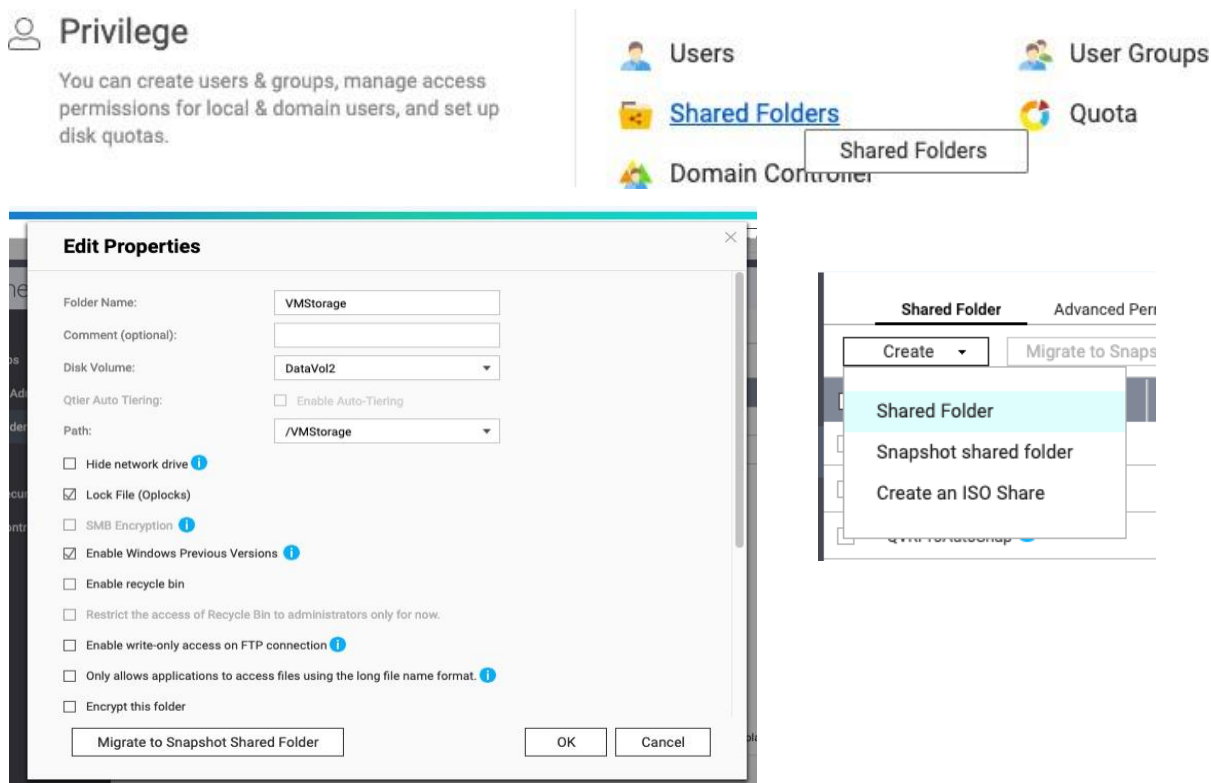 Privilege
You can create users & groups, manage access
permissions for local & domain users, and set up
disk quotas.
Users
User Groups
Shared Folders
Quota
Shared Folders
Domain Controller
Edit Properties
Folder Name:
VMStorage
Comment (optional):
Disk Volume:
DataVol2
Qtier Auto Tiering:
Enable Auto-Tiering
Path:
/VMStorage
Hide network drive
Lock File (Oplocks)
SMB Encryption
Enable Windows Previous Versions
Enable recycle bin
Restrict the access of Recycle Bin to administrators only for now.
Enable write-only access on FTP connection
Only allows applications to access files using the long file name format.
Encrypt this folder
Migrate to Snapshot Shared Folder
OK
Cancel
Shared Folder
Advanced Perr
Create
Migrate to Snaps
Shared Folder
Snapshot shared folder
Create an ISO Share